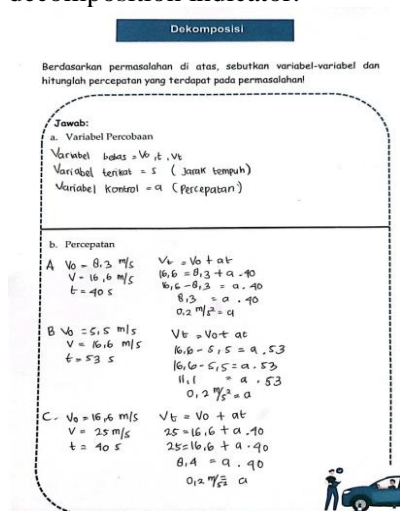 decomposition indicator.
Dekomposisi
Berdasarkan permasalahan di atas, sebutkan variabel-variabel dan
hitunglah percepatan yang terdapat pada permasalahan!
Jawab:
a. Variabel Percobaan
Variabel bebas = Vo, t, Vt
Variabel terikat = s (Jarak tempuh)
Variabel kontrol = a (Percepatan)
b. Percepatan
A Vo = 8,3 m/s
V = 16,6 m/s
t = 40 s
Vt = Vo + at
16,6 = 8,3 + a . 40
16,6 - 8,3 = a . 40
8,3 = a . 40
0,2 m/s² = a
B Vo = 5,5 m/s
V = 16,6 m/s
t = 53 s
Vt = Vo + at
16,6 - 5,5 = a . 53
16,6 - 5,5 = a . 53
11,1 = a . 53
0,2 m/s² = a
C. Vo = 16,6 m/s
V = 25 m/s
t = 40 s
Vt = Vo + at
25 = 16,6 + a . 40
25 = 16,6 + a . 40
8,4 = a . 40
0,2 m/s² = a